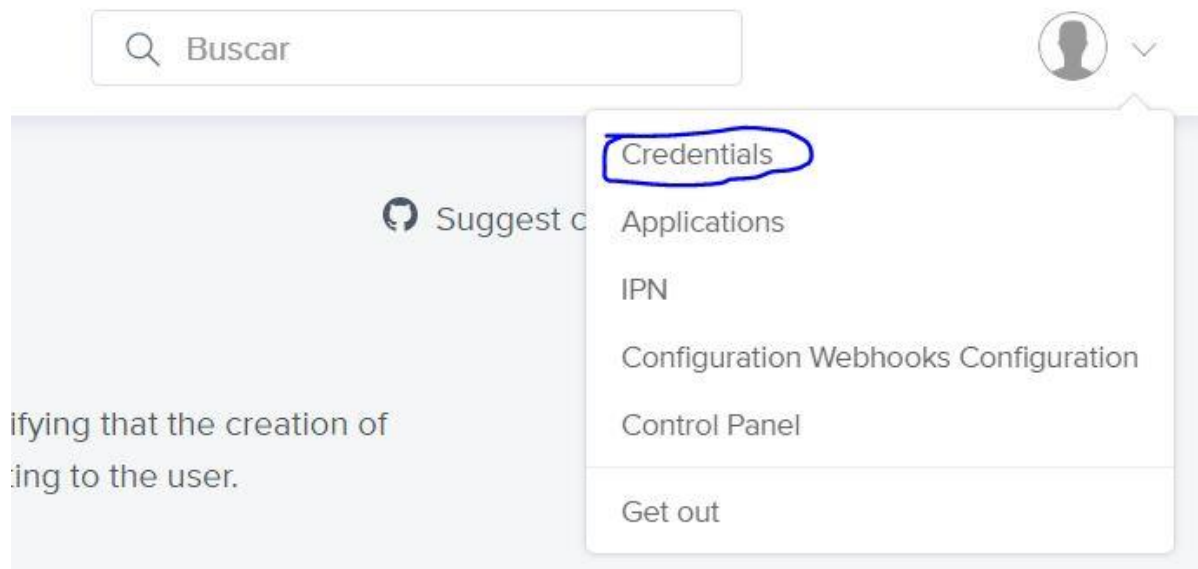 Buscar
Credentials
Suggest c
Applications
IPN
Configuration Webhooks Configuration
ifying that the creation of
Control Panel
ting to the user.
Get out